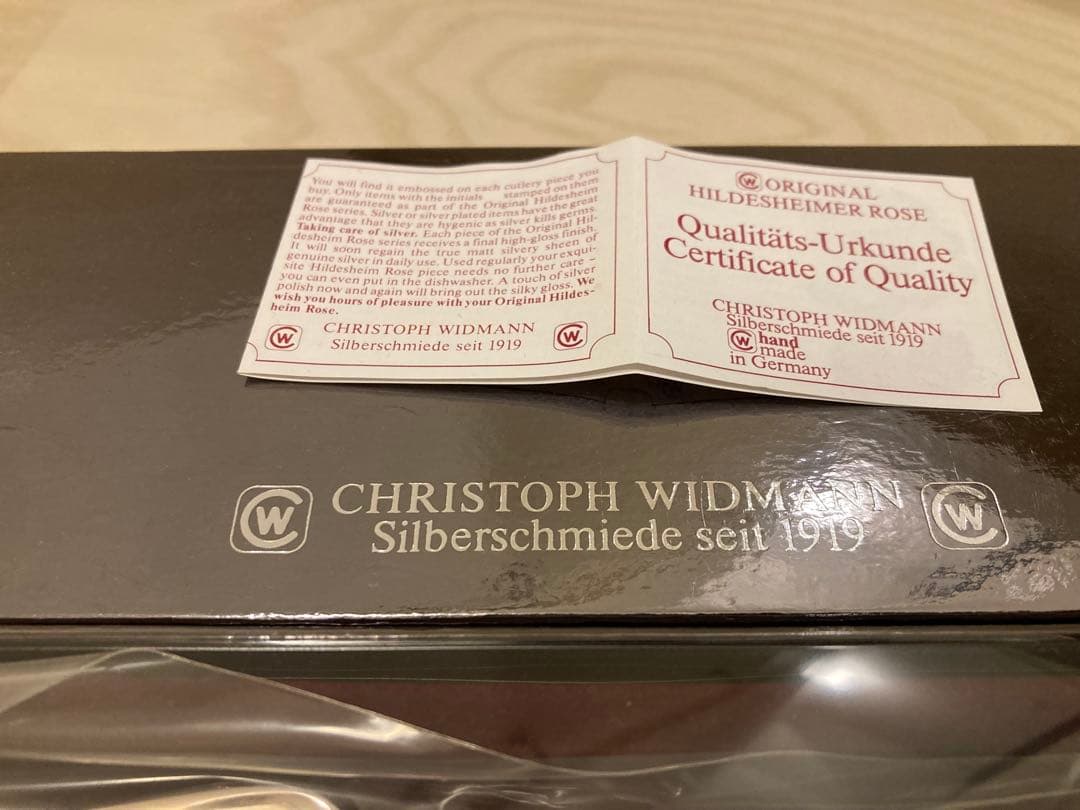 You will find it embossed on each cutlery piece you
buy. Only items with the initials stamped on them
are guaranteed as part of the Original Hildesheim
Rose series. Silver or silver plated items have the great
advantage that they are hygenic as silver kills germs.
Taking care of silver. Each piece of the Original Hil-
desheim Rose series receives a final high-gloss finish.
It will soon regain the true matt silvery sheen of
genuine silver in daily use. Used regularly your exqui-
site Hildesheim Rose piece needs no further care –
you can even put in the dishwasher. A touch of silver
polish now and again will bring out the silky gloss. We
wish you hours of pleasure with your Original Hildes-
heim Rose.
CW CHRISTOPH WIDMANN CW
Silberschmiede seit 1919
CW ORIGINAL
HILDESHEIMER ROSE
Qualitäts-Urkunde
Certificate of Quality
CHRISTOPH WIDMANN
Silberschmiede seit 1919
CW hand
made
in Germany
CW CHRISTOPH WIDMANN CW
Silberschmiede seit 1919